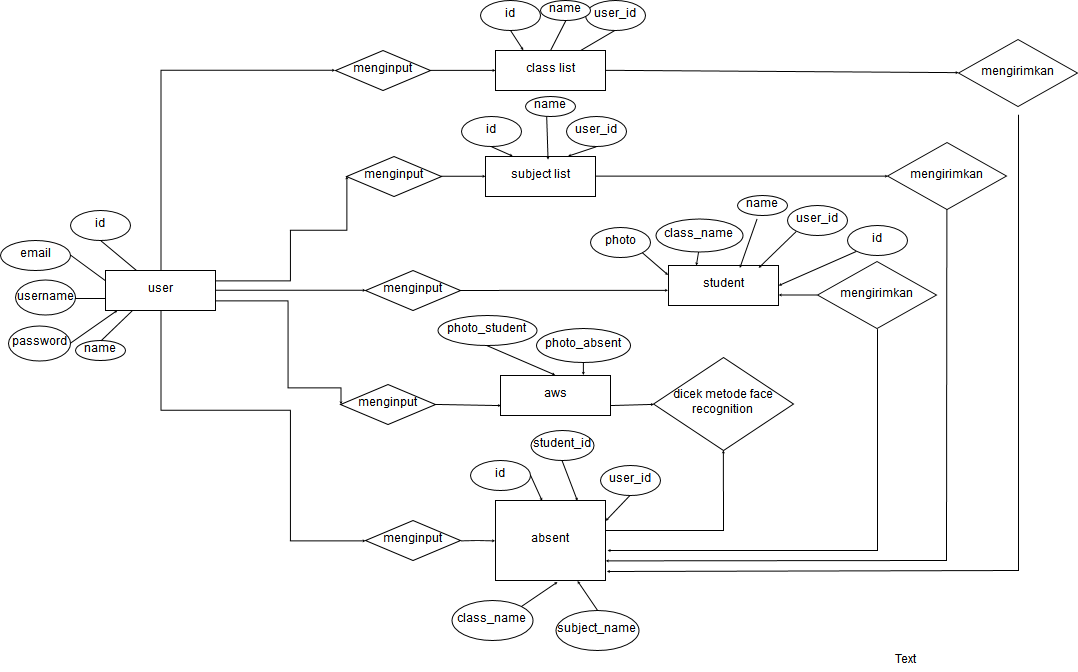 id
name
user_id
menginput
class list
mengirimkan
name
id
user_id
menginput
subject list
mengirimkan
id
email
username
password
name
user
name
user_id
class_name
photo
id
menginput
student
mengirimkan
photo_student
photo_absent
menginput
aws
dicek metode face
recognition
student_id
id
user_id
menginput
absent
class_name
subject_name
Text